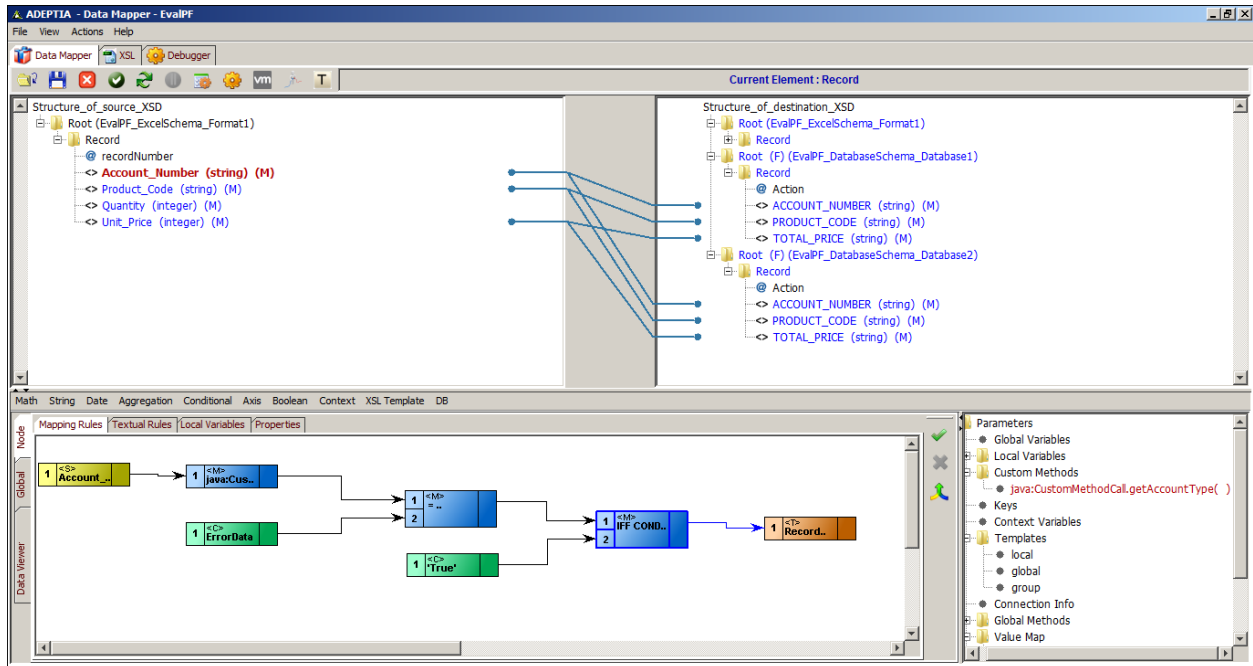 ADEPTIA - Data Mapper - EvalPF
File View Actions Help
Data Mapper XSL Debugger
vm T Current Element : Record
Structure_of_source_XSD
Root (EvalPF_ExcelSchema_Format1)
Record
@ recordNumber
<> Account_Number (string) (M)
<> Product_Code (string) (M)
<> Quantity (integer) (M)
<> Unit_Price (integer) (M)
Structure_of_destination_XSD
Root (EvalPF_ExcelSchema_Format1)
Record
Root (F) (EvalPF_DatabaseSchema_Database1)
Record
@ Action
<> ACCOUNT_NUMBER (string) (M)
<> PRODUCT_CODE (string) (M)
<> TOTAL_PRICE (string) (M)
Root (F) (EvalPF_DatabaseSchema_Database2)
Record
@ Action
<> ACCOUNT_NUMBER (string) (M)
<> PRODUCT_CODE (string) (M)
<> TOTAL_PRICE (string) (M)
Math String Date Aggregation Conditional Axis Boolean Context XSL Template DB
Node
Global
Data Viewer
Mapping Rules Textual Rules Local Variables Properties
1 <S> Account_..
1 <M> java:Cus..
1 <C> ErrorData
1 2 <M> = ..
1 <C> 'True'
1 2 <M> IFF COND..
1 <T> Record..
Parameters
Global Variables
Local Variables
Custom Methods
java:CustomMethodCall.getAccountType( )
Keys
Context Variables
Templates
local
global
group
Connection Info
Global Methods
Value Map